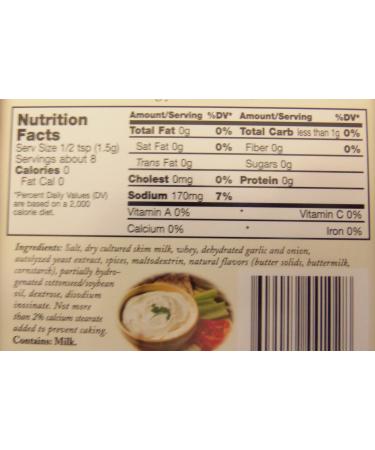 Nutrition
Facts
Serv Size 1/2 tsp (1.5g)
Servings about 8
Calories 0
Fat Cal 0
*Percent Daily Values (DV)
are based on a 2,000
calorie diet.
Amount/Serving %DV* Amount/Serving %DV*
Total Fat 0g 0% Total Carb less than 1g 0%
Sat Fat 0g 0% Fiber 0g 0%
Trans Fat 0g Sugars 0g
Cholest 0mg 0% Protein 0g
Sodium 170mg 7%
Vitamin A 0% * Vitamin C 0%
Calcium 0% * Iron 0%
Ingredients: Salt, dry cultured skim milk, whey, dehydrated garlic and onion,
autolyzed yeast extract, spices, maltodextrin, natural flavors (butter solids, buttermilk,
cornstarch), partially hydro-
genated cottonseed/soybean
oil, dextrose, disodium
inosinate. Not more
than 2% calcium stearate
added to prevent caking.
Contains: Milk.